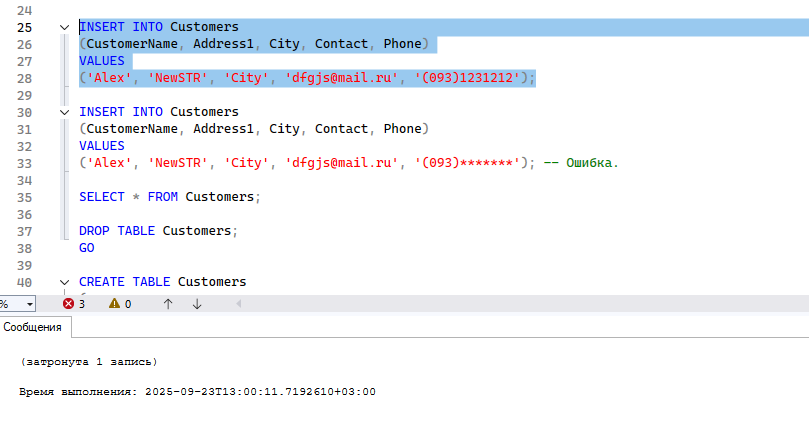 24
25 INSERT INTO Customers
26 (CustomerName, Address1, City, Contact, Phone)
27 VALUES
28 ('Alex', 'NewSTR', 'City', 'dfgjs@mail.ru', '(093)1231212');
29
30 INSERT INTO Customers
31 (CustomerName, Address1, City, Contact, Phone)
32 VALUES
33 ('Alex', 'NewSTR', 'City', 'dfgjs@mail.ru', '(093)*******'); -- Ошибка.
34
35 SELECT * FROM Customers;
36
37 DROP TABLE Customers;
38 GO
39
40 CREATE TABLE Customers
% 3 0
Сообщения
(затронута 1 запись)
Время выполнения: 2025-09-23T13:00:11.7192610+03:00